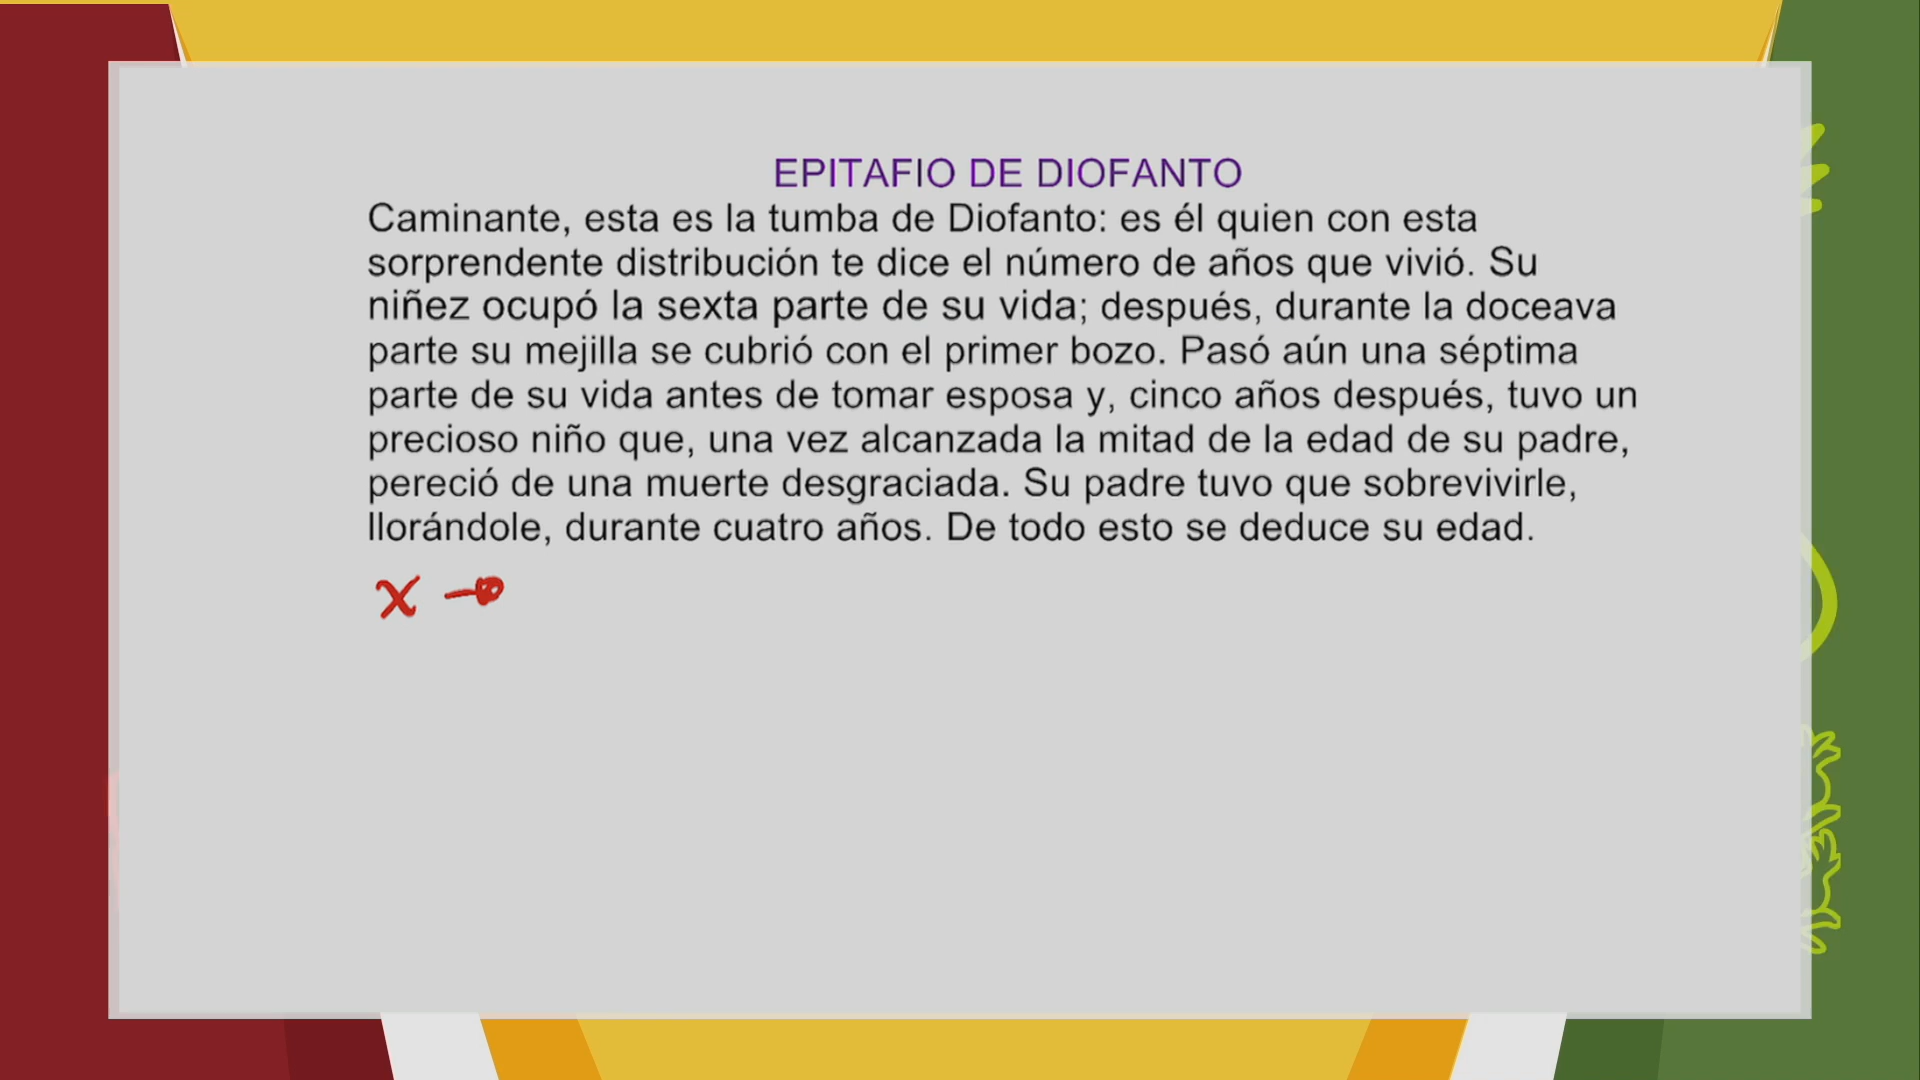 EPITAFIO DE DIOFANTO
Caminante, esta es la tumba de Diofanto: es él quien con esta
sorprendente distribución te dice el número de años que vivió. Su
niñez ocupó la sexta parte de su vida; después, durante la doceava
parte su mejilla se cubrió con el primer bozo. Pasó aún una séptima
parte de su vida antes de tomar esposa y, cinco años después, tuvo un
precioso niño que, una vez alcanzada la mitad de la edad de su padre,
pereció de una muerte desgraciada. Su padre tuvo que sobrevivirle,
llorándole, durante cuatro años. De todo esto se deduce su edad.
x →